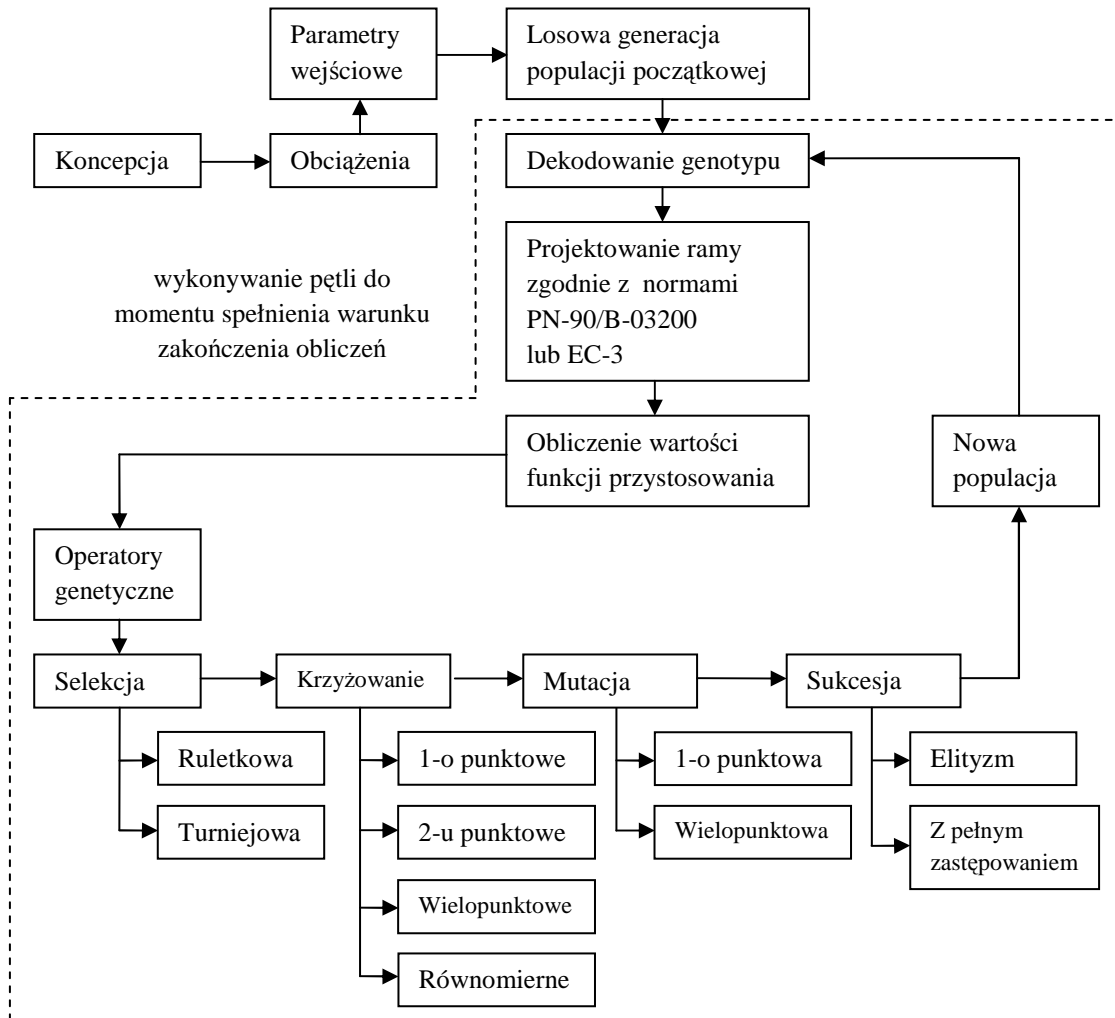 Parametry
wejściowe
Losowa generacja
populacji początkowej
Koncepcja
Obciążenia
Dekodowanie genotypu
wykonywanie pętli do
momentu spełnienia warunku
zakończenia obliczeń
Projektowanie ramy
zgodnie z normami
PN-90/B-03200
lub EC-3
Obliczenie wartości
funkcji przystosowania
Nowa
populacja
Operatory
genetyczne
Selekcja
Krzyżowanie
Mutacja
Sukcesja
Ruletkowa
Turniejowa
1-o punktowe
2-u punktowe
Wielopunktowe
Równomierne
1-o punktowa
Wielopunktowa
Elityzm
Z pełnym
zastępowaniem